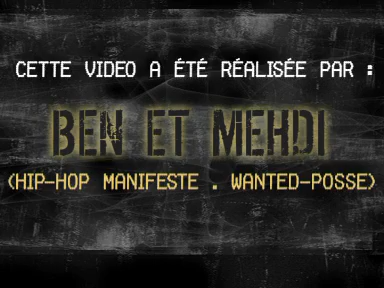 CETTE VIDEO A ÉTÉ RÉALISÉE PAR :
BEN ET MEHDI
(HIP-HOP MANIFESTE . WANTED-POSSE)